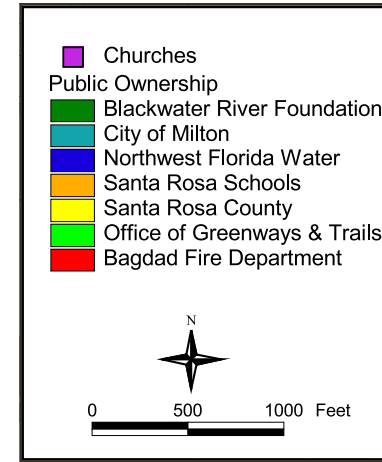 Churches
Public Ownership
Blackwater River Foundation
City of Milton
Northwest Florida Water
Santa Rosa Schools
Santa Rosa County
Office of Greenways & Trails
Bagdad Fire Department
N
0 500 1000 Feet